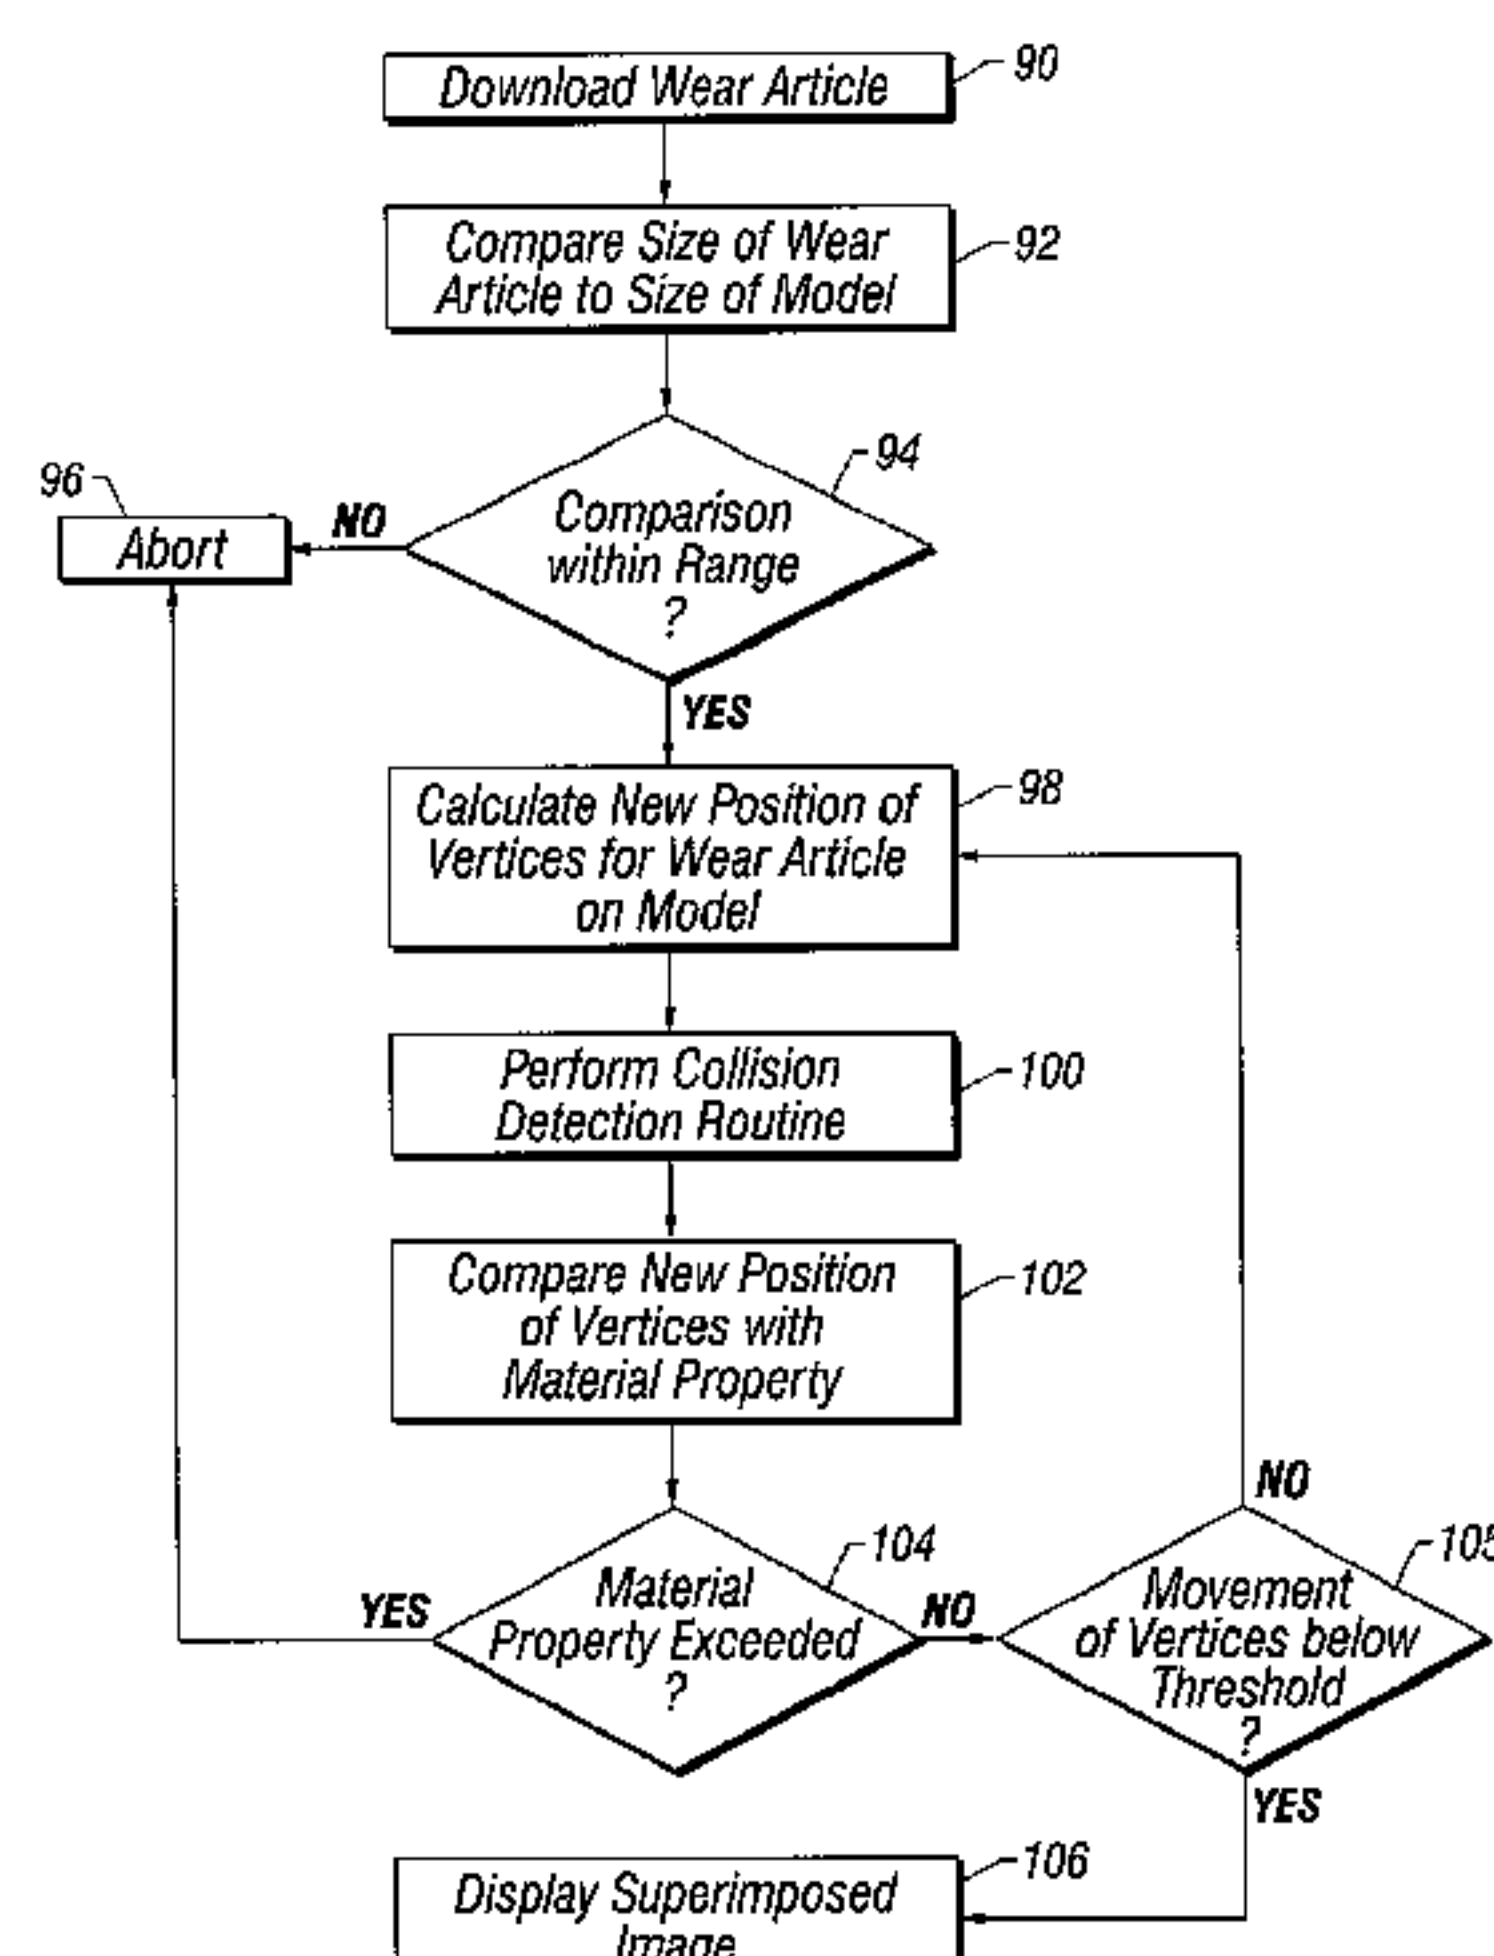 Download Wear Article
90
Compare Size of Wear
Article to Size of Model
92
94
Comparison
within Range
?
96
Abort
NO
YES
Calculate New Position of
Vertices for Wear Article
on Model
98
Perform Collision
Detection Routine
100
Compare New Position
of Vertices with
Material Property
102
104
Material
Property Exceeded
?
YES
NO
105
Movement
of Vertices below
Threshold
?
NO
YES
106
Display Superimposed
Image